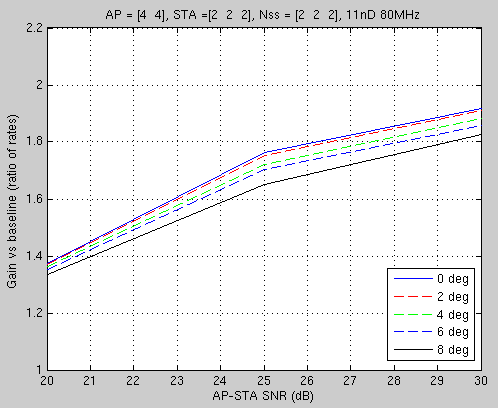 AP = [4 4], STA =[2 2 2], Nss = [2 2 2], 11nD 80MHz
Gain vs baseline (ratio of rates)
2.2
2
1.8
1.6
1.4
1.2
1
20 21 22 23 24 25 26 27 28 29 30
AP-STA SNR (dB)
0 deg
2 deg
4 deg
6 deg
8 deg